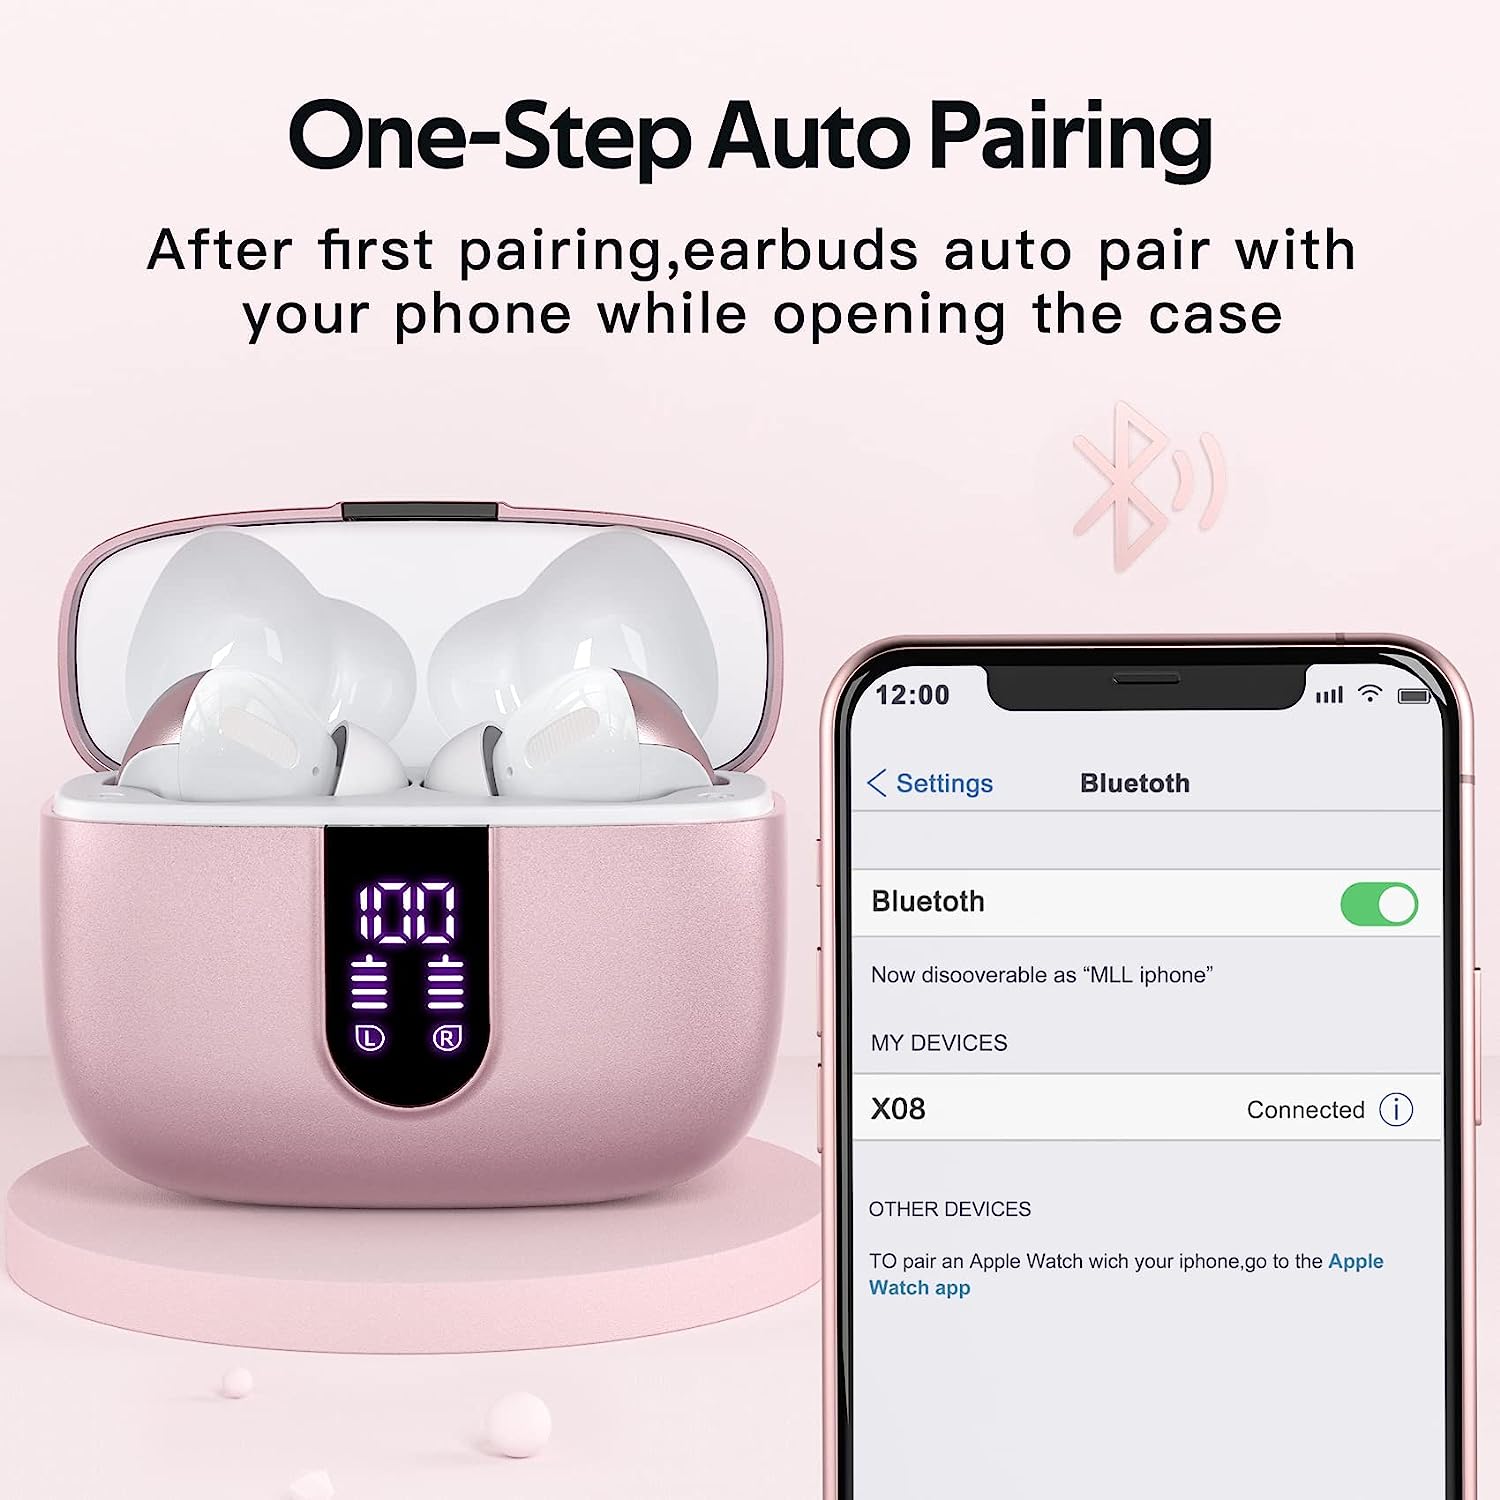 One-Step Auto Pairing
After first pairing,earbuds auto pair with
your phone while opening the case
100
L R
12:00
Settings Bluetoth
Bluetoth
Now disooverable as “MLL iphone”
MY DEVICES
X08 Connected i
OTHER DEVICES
TO pair an Apple Watch wich your iphone,go to the Apple
Watch app